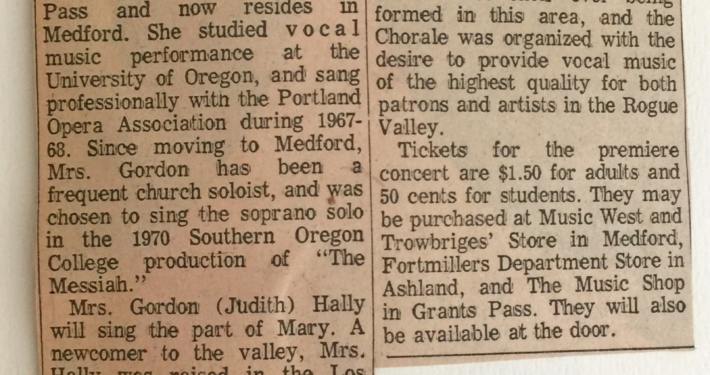 Pass and now resides in
Medford. She studied vocal
music performance at the
University of Oregon, and sang
professionally with the Portland
Opera Association during 1967-
68. Since moving to Medford,
Mrs. Gordon has been a
frequent church soloist, and was
chosen to sing the soprano solo
in the 1970 Southern Oregon
College production of "The
Messiah."
Mrs. Gordon (Judith) Hally
will sing the part of Mary. A
newcomer to the valley, Mrs.
Hally was raised in the Los
formed in this area, and the
Chorale was organized with the
desire to provide vocal music
of the highest quality for both
patrons and artists in the Rogue
Valley.
Tickets for the premiere
concert are $1.50 for adults and
50 cents for students. They may
be purchased at Music West and
Trowbriges' Store in Medford,
Fortmillers Department Store in
Ashland, and The Music Shop
in Grants Pass. They will also
be available at the door.